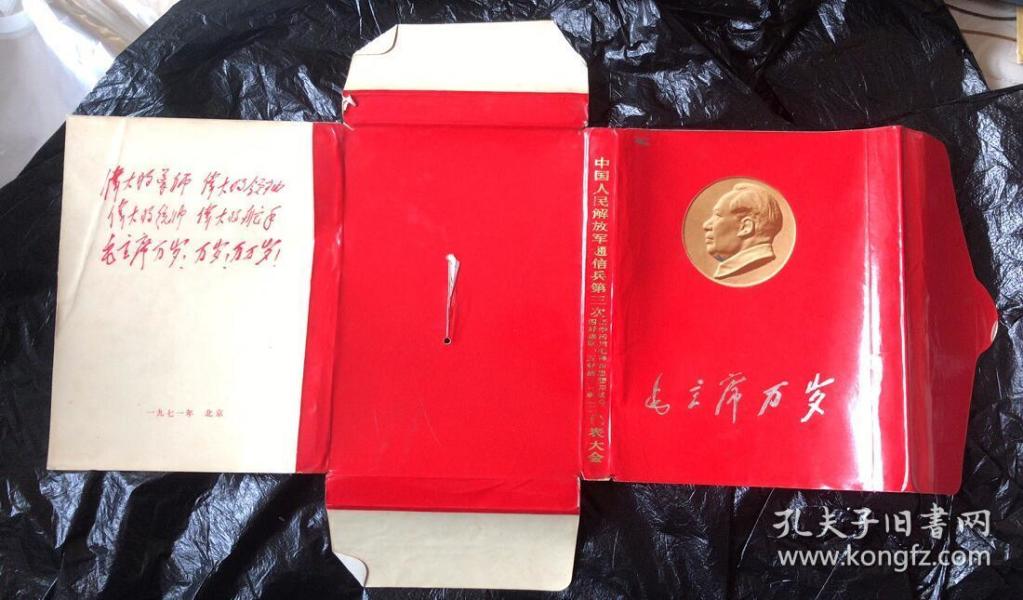 伟大的导师 伟大的领袖
伟大的统帅 伟大的舵手
毛主席万岁！万岁！万万岁！
一九七一年 北京
中国人民解放军通信兵第三次
代表大会
毛主席万岁
孔夫子旧書网
www.kongfz.com